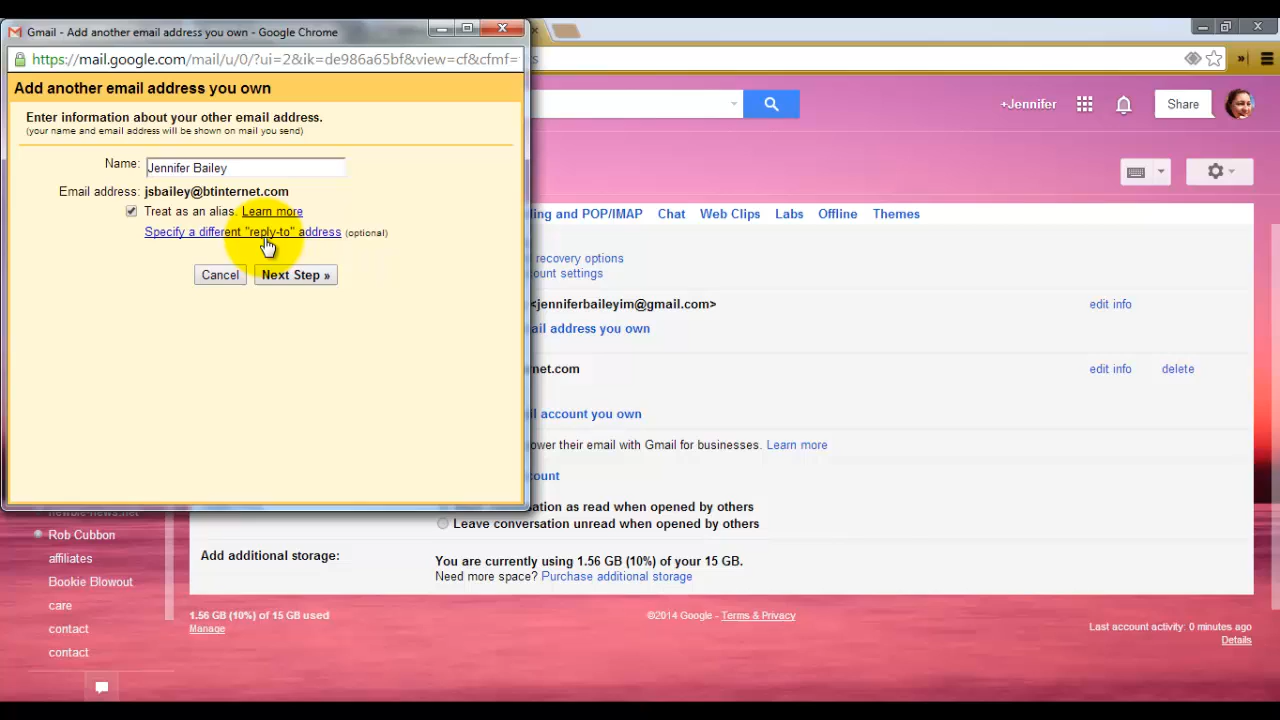 Gmail - Add another email address you own - Google Chrome
https://mail.google.com/mail/u/0/?ui=2&ik=de986a65bf&view=cf&cfmf=
Add another email address you own
Enter information about your other email address.
(your name and email address will be shown on mail you send)
Name: Jennifer Bailey
Email address: jsbailey@btinternet.com
Treat as an alias. Learn more
Specify a different "reply-to" address (optional)
Cancel Next Step »
+Jennifer Share
ing and POP/IMAP Chat Web Clips Labs Offline Themes
recovery options
ount settings
<jenniferbaileyim@gmail.com> edit info
ail address you own
net.com edit info delete
il account you own
ower their email with Gmail for businesses. Learn more
ount
ation as read when opened by others
Leave conversation unread when opened by others
Add additional storage: You are currently using 1.56 GB (10%) of your 15 GB.
Need more space? Purchase additional storage
newbie-news.net
Rob Cubbon
affiliates
Bookie Blowout
care
contact
contact
1.56 GB (10%) of 15 GB used
Manage
©2014 Google - Terms & Privacy
Last account activity: 0 minutes ago
Details